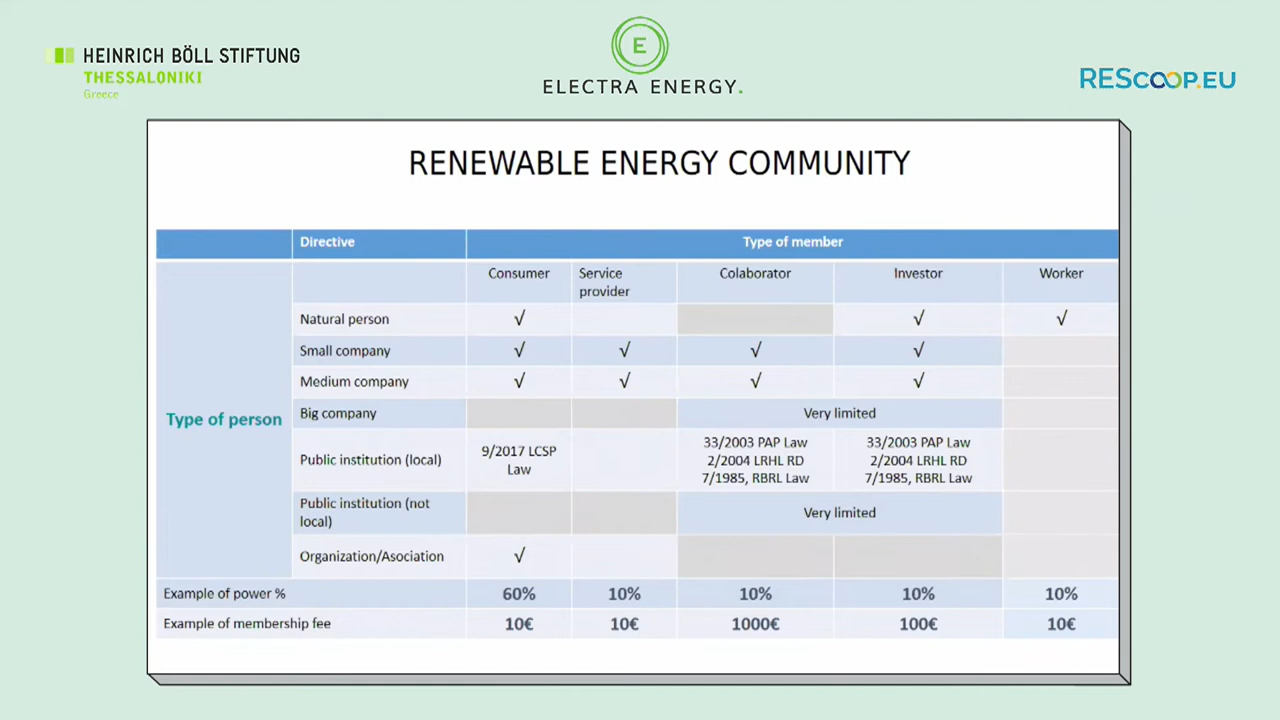 HEINRICH BÖLL STIFTUNG
THESSALONIKI
Greece
E
ELECTRA ENERGY.
REScoop.EU
RENEWABLE ENERGY COMMUNITY
Directive Type of member
Consumer Service provider Colaborator Investor Worker
Natural person √ √ √
Small company √ √ √ √
Medium company √ √ √ √
Type of person
Big company Very limited
Public institution (local) 9/2017 LCSP Law 33/2003 PAP Law 2/2004 LRHL RD 7/1985, RBRL Law 33/2003 PAP Law 2/2004 LRHL RD 7/1985, RBRL Law
Public institution (not local) Very limited
Organization/Asociation √
Example of power % 60% 10% 10% 10% 10%
Example of membership fee 10€ 10€ 1000€ 100€ 10€